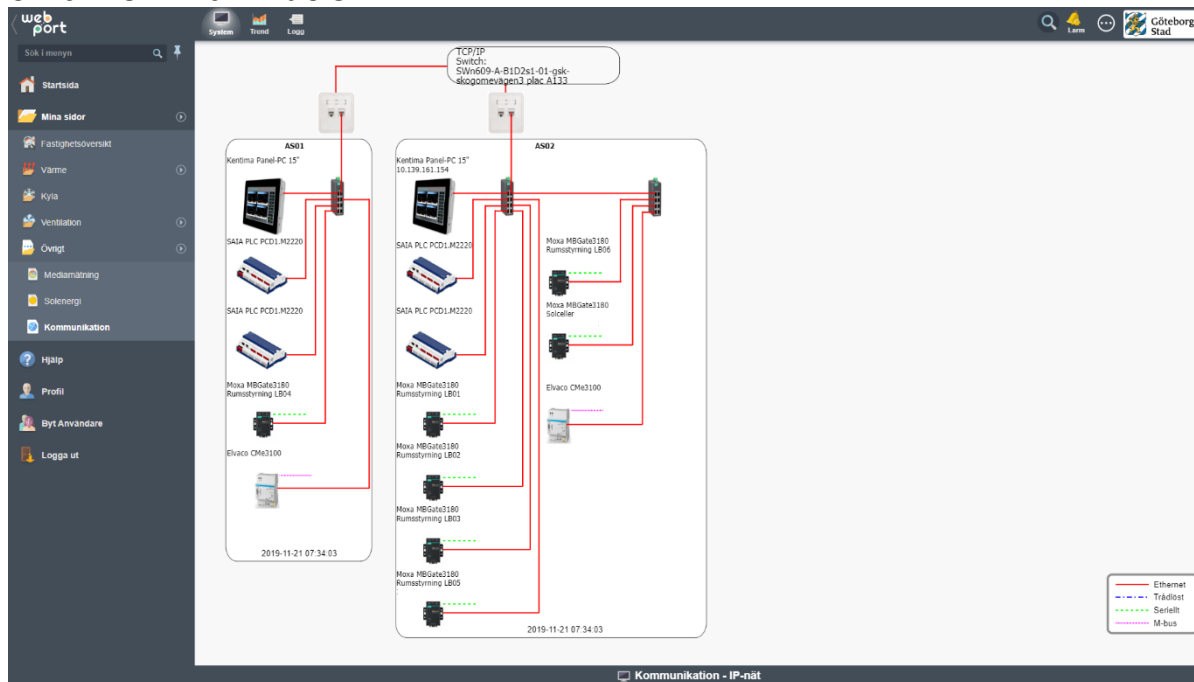 web
port
System
Trend
Logg
Larm
Göteborgs
Stad
Sök i menyn
Startsida
Mina sidor
Fastighetsöversikt
Värme
Kyla
Ventilation
Övrigt
Mediamätning
Solenergi
Kommunikation
Hjälp
Profil
Byt Användare
Logga ut
TCP/IP
Switch:
SWn609-A-B1D2s1-01-gsk-
skogomevägen3 plac A133
AS01
Kentima Panel-PC 15"
SAIA PLC PCD1.M2220
SAIA PLC PCD1.M2220
Moxa MBGate3180
Rumsstyrning LB04
Elvaco CMe3100
2019-11-21 07:34:03
AS02
Kentima Panel-PC 15"
10.139.161.154
SAIA PLC PCD1.M2220
SAIA PLC PCD1.M2220
Moxa MBGate3180
Rumsstyrning LB01
Moxa MBGate3180
Rumsstyrning LB02
Moxa MBGate3180
Rumsstyrning LB03
Moxa MBGate3180
Rumsstyrning LB05
Moxa MBGate3180
Rumsstyrning LB06
Moxa MBGate3180
Solceller
Elvaco CMe3100
2019-11-21 07:34:03
Ethernet
Trådlöst
Seriellt
M-bus
Kommunikation - IP-nät